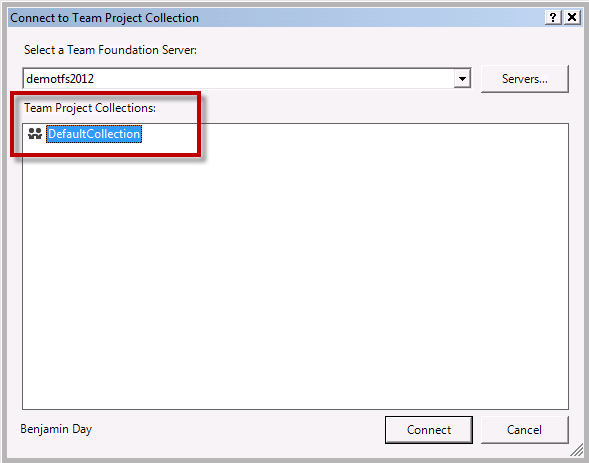 Connect to Team Project Collection
Select a Team Foundation Server:
demotfs2012
Servers...
Team Project Collections:
DefaultCollection
Benjamin Day
Connect
Cancel